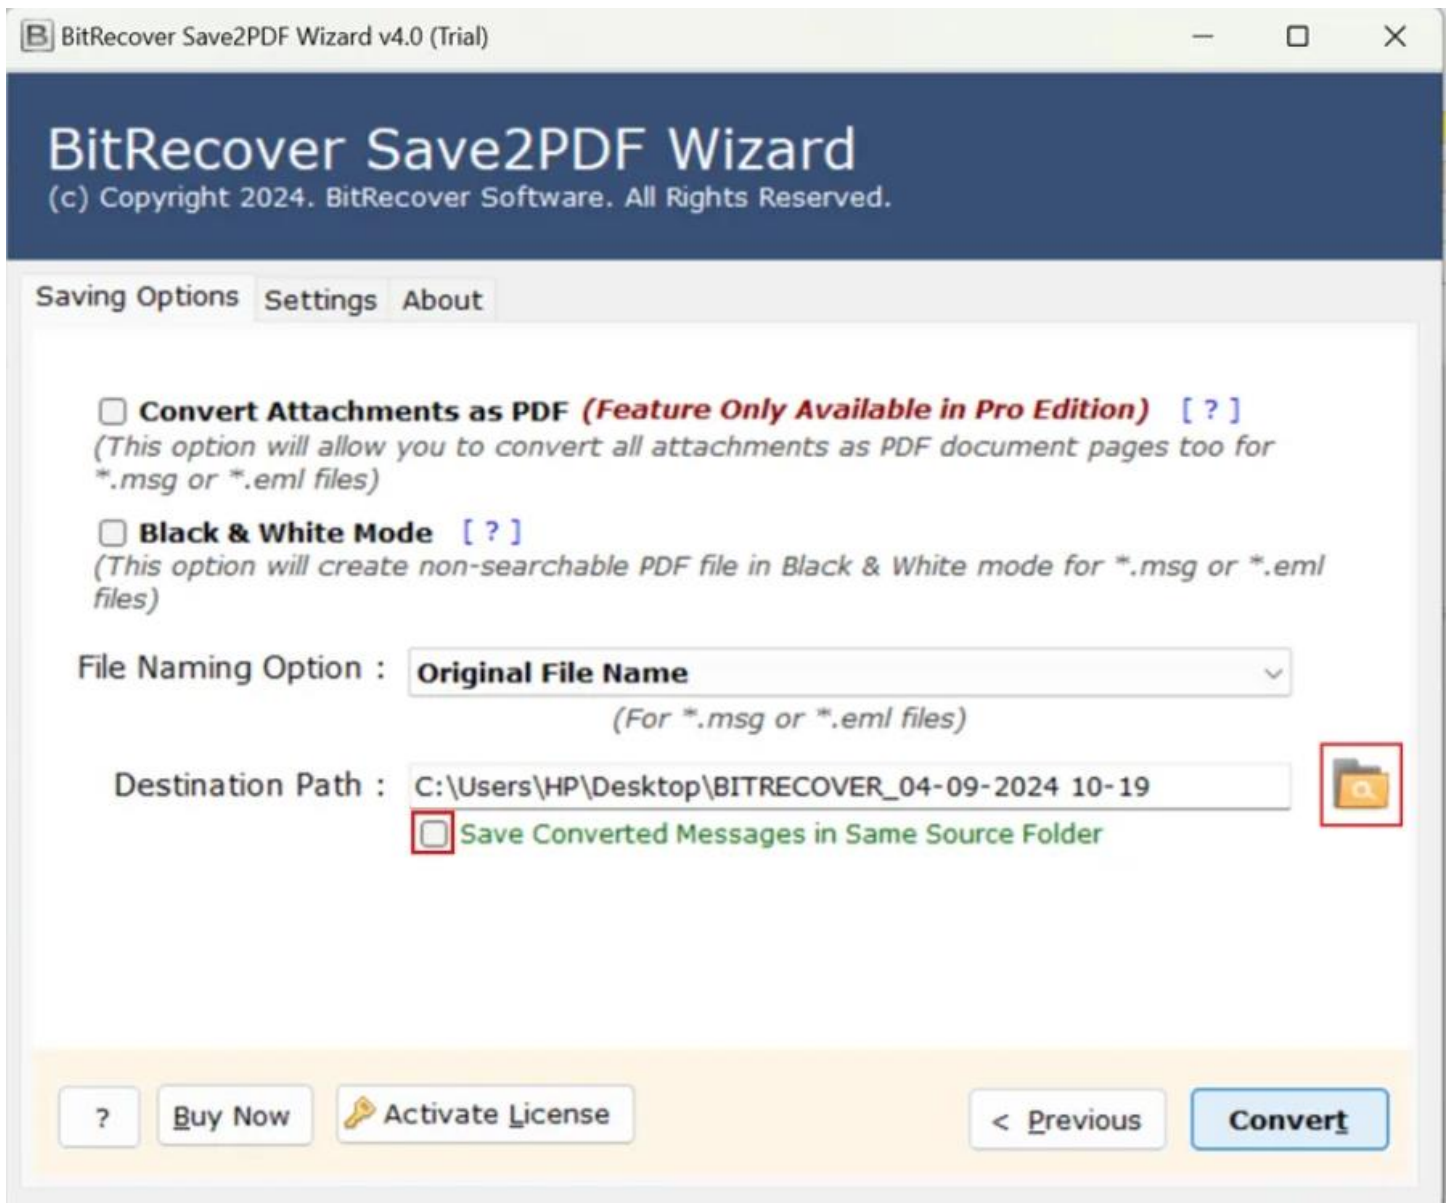 BitRecover Save2PDF Wizard v4.0 (Trial)
BitRecover Save2PDF Wizard
(c) Copyright 2024. BitRecover Software. All Rights Reserved.
Saving Options Settings About
Convert Attachments as PDF (Feature Only Available in Pro Edition) [ ? ]
(This option will allow you to convert all attachments as PDF document pages too for
*.msg or *.eml files)
Black & White Mode [ ? ]
(This option will create non-searchable PDF file in Black & White mode for *.msg or *.eml
files)
File Naming Option : Original File Name
(For *.msg or *.eml files)
Destination Path : C:\Users\HP\Desktop\BITRECOVER_04-09-2024 10-19
Save Converted Messages in Same Source Folder
? Buy Now Activate License < Previous Convert